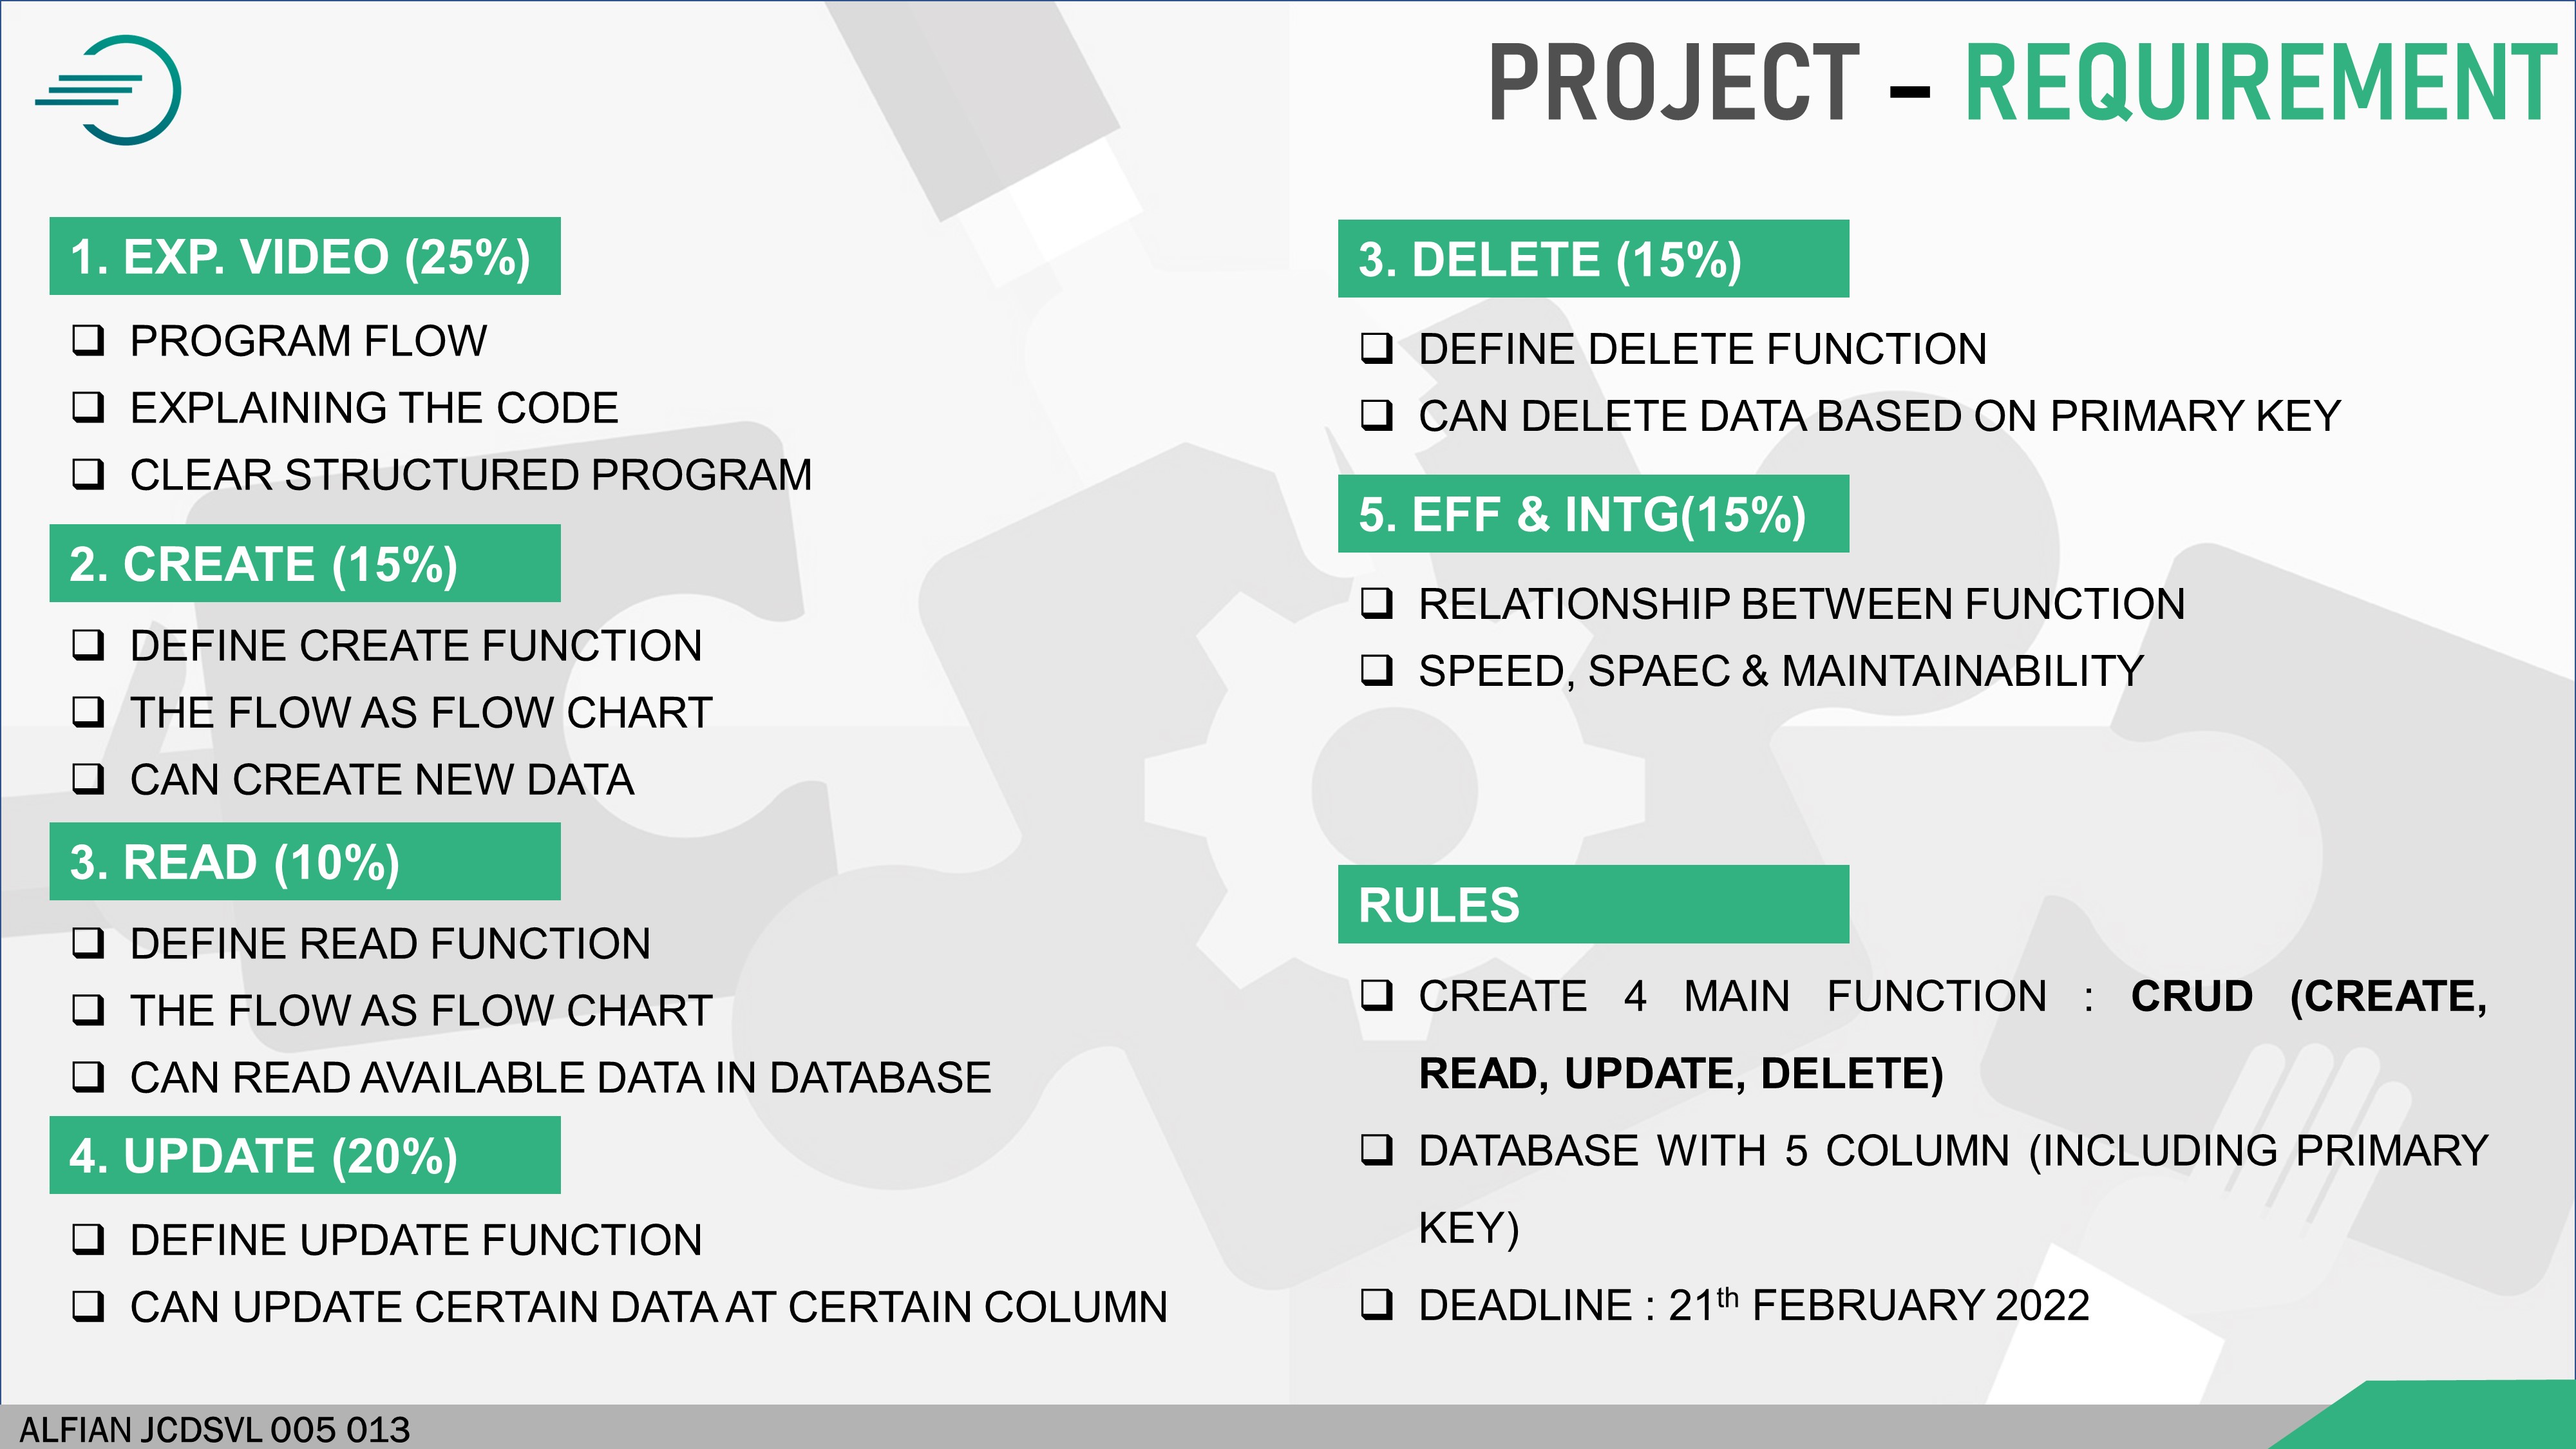 PROJECT – REQUIREMENT
1. EXP. VIDEO (25%)
❑ PROGRAM FLOW
❑ EXPLAINING THE CODE
❑ CLEAR STRUCTURED PROGRAM
2. CREATE (15%)
❑ DEFINE CREATE FUNCTION
❑ THE FLOW AS FLOW CHART
❑ CAN CREATE NEW DATA
3. READ (10%)
❑ DEFINE READ FUNCTION
❑ THE FLOW AS FLOW CHART
❑ CAN READ AVAILABLE DATA IN DATABASE
4. UPDATE (20%)
❑ DEFINE UPDATE FUNCTION
❑ CAN UPDATE CERTAIN DATA AT CERTAIN COLUMN
3. DELETE (15%)
❑ DEFINE DELETE FUNCTION
❑ CAN DELETE DATA BASED ON PRIMARY KEY
5. EFF & INTG(15%)
❑ RELATIONSHIP BETWEEN FUNCTION
❑ SPEED, SPAEC & MAINTAINABILITY
RULES
❑ CREATE 4 MAIN FUNCTION : CRUD (CREATE,
READ, UPDATE, DELETE)
❑ DATABASE WITH 5 COLUMN (INCLUDING PRIMARY
KEY)
❑ DEADLINE : 21th FEBRUARY 2022
ALFIAN JCDSVL 005 013